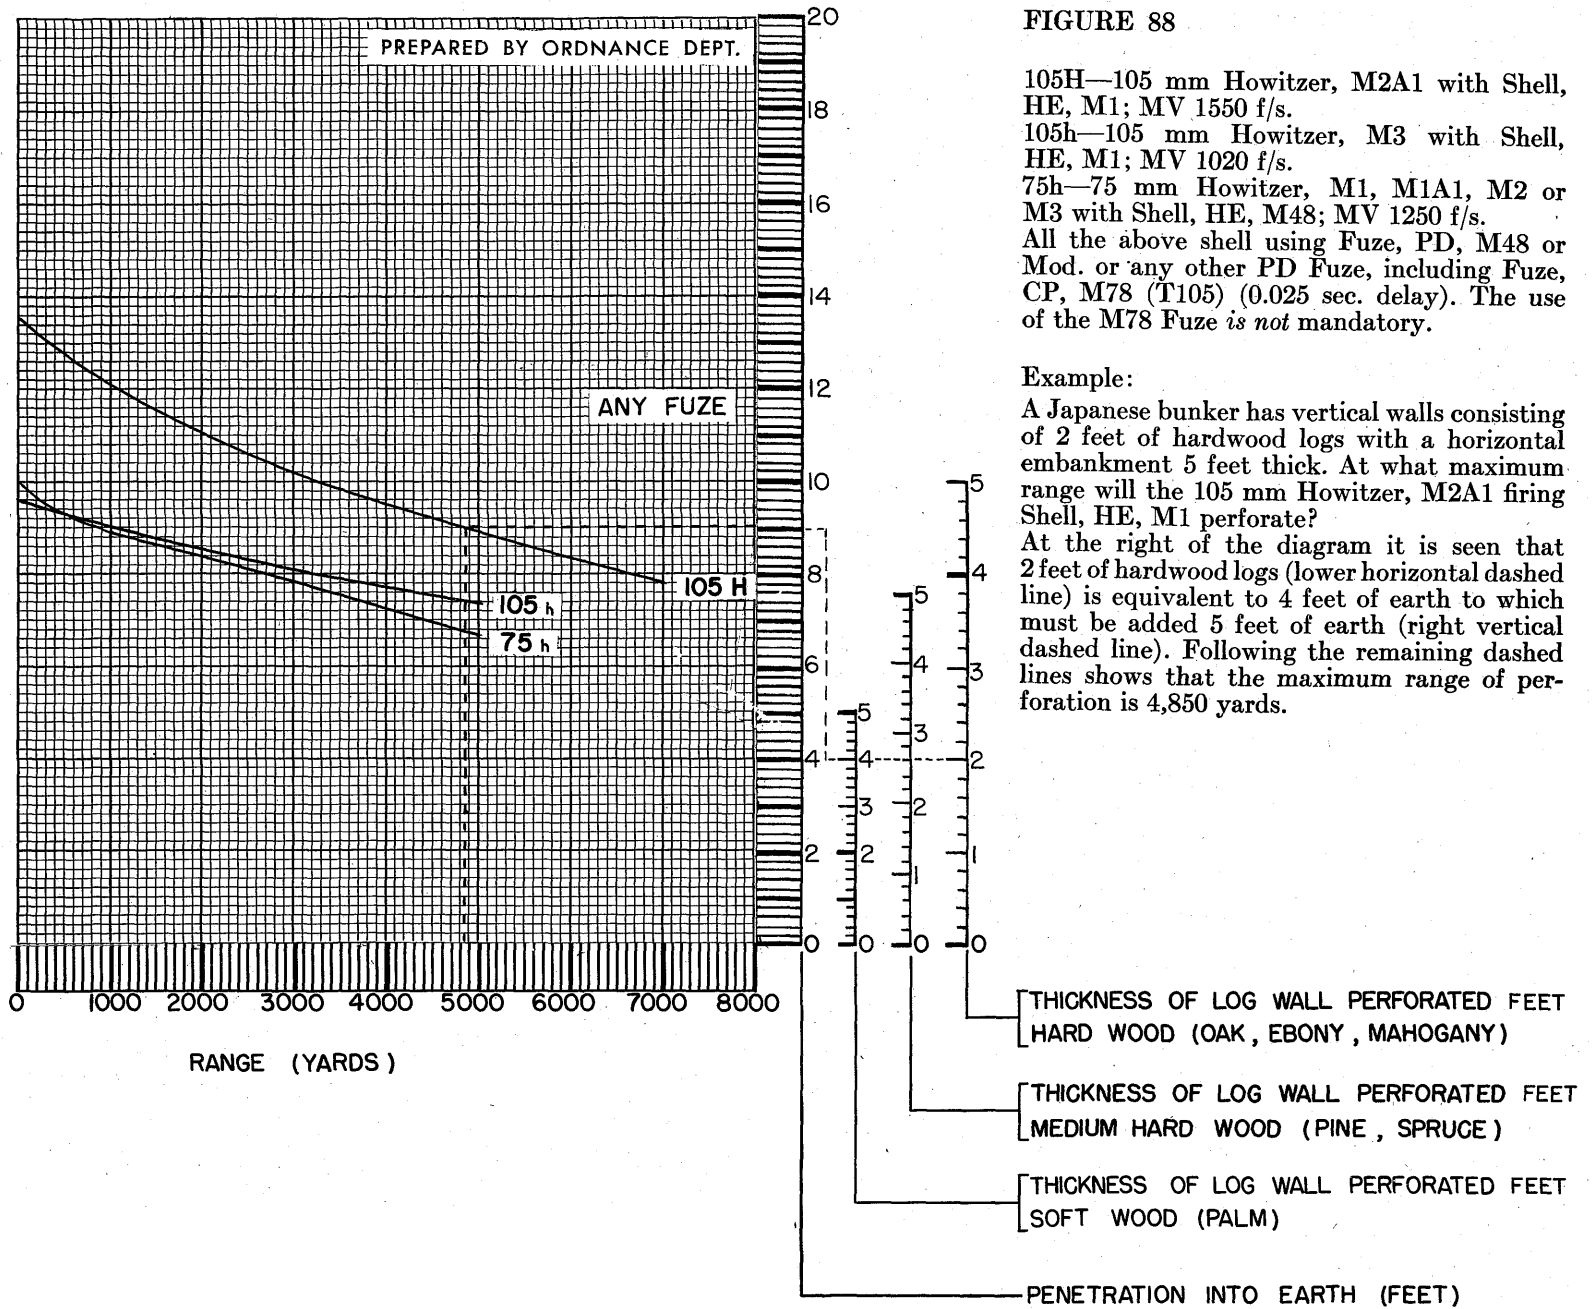 PREPARED BY ORDNANCE DEPT.
ANY FUZE
105 H
105 h
75 h
20
18
16
14
12
10
8
6
4
2
0
5
4
3
2
0
5
4
3
2
1
0
5
4
3
2
1
0
0 1000 2000 3000 4000 5000 6000 7000 8000
RANGE (YARDS)
FIGURE 88
105H—105 mm Howitzer, M2A1 with Shell,
HE, M1; MV 1550 f/s.
105h—105 mm Howitzer, M3 with Shell,
HE, M1; MV 1020 f/s.
75h—75 mm Howitzer, M1, M1A1, M2 or
M3 with Shell, HE, M48; MV 1250 f/s.
All the above shell using Fuze, PD, M48 or
Mod. or any other PD Fuze, including Fuze,
CP, M78 (T105) (0.025 sec. delay). The use
of the M78 Fuze is not mandatory.
Example:
A Japanese bunker has vertical walls consisting
of 2 feet of hardwood logs with a horizontal
embankment 5 feet thick. At what maximum
range will the 105 mm Howitzer, M2A1 firing
Shell, HE, M1 perforate?
At the right of the diagram it is seen that
2 feet of hardwood logs (lower horizontal dashed
line) is equivalent to 4 feet of earth to which
must be added 5 feet of earth (right vertical
dashed line). Following the remaining dashed
lines shows that the maximum range of per-
foration is 4,850 yards.
THICKNESS OF LOG WALL PERFORATED FEET
HARD WOOD (OAK, EBONY, MAHOGANY)
THICKNESS OF LOG WALL PERFORATED FEET
MEDIUM HARD WOOD (PINE, SPRUCE)
THICKNESS OF LOG WALL PERFORATED FEET
SOFT WOOD (PALM)
PENETRATION INTO EARTH (FEET)